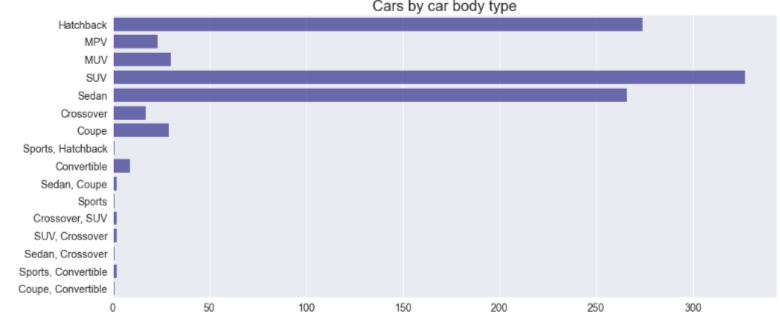 Cars by car body type
Hatchback
MPV
MUV
SUV
Sedan
Crossover
Coupe
Sports, Hatchback
Convertible
Sedan, Coupe
Sports
Crossover, SUV
SUV, Crossover
Sedan, Crossover
Sports, Convertible
Coupe, Convertible
0 50 100 150 200 250 300